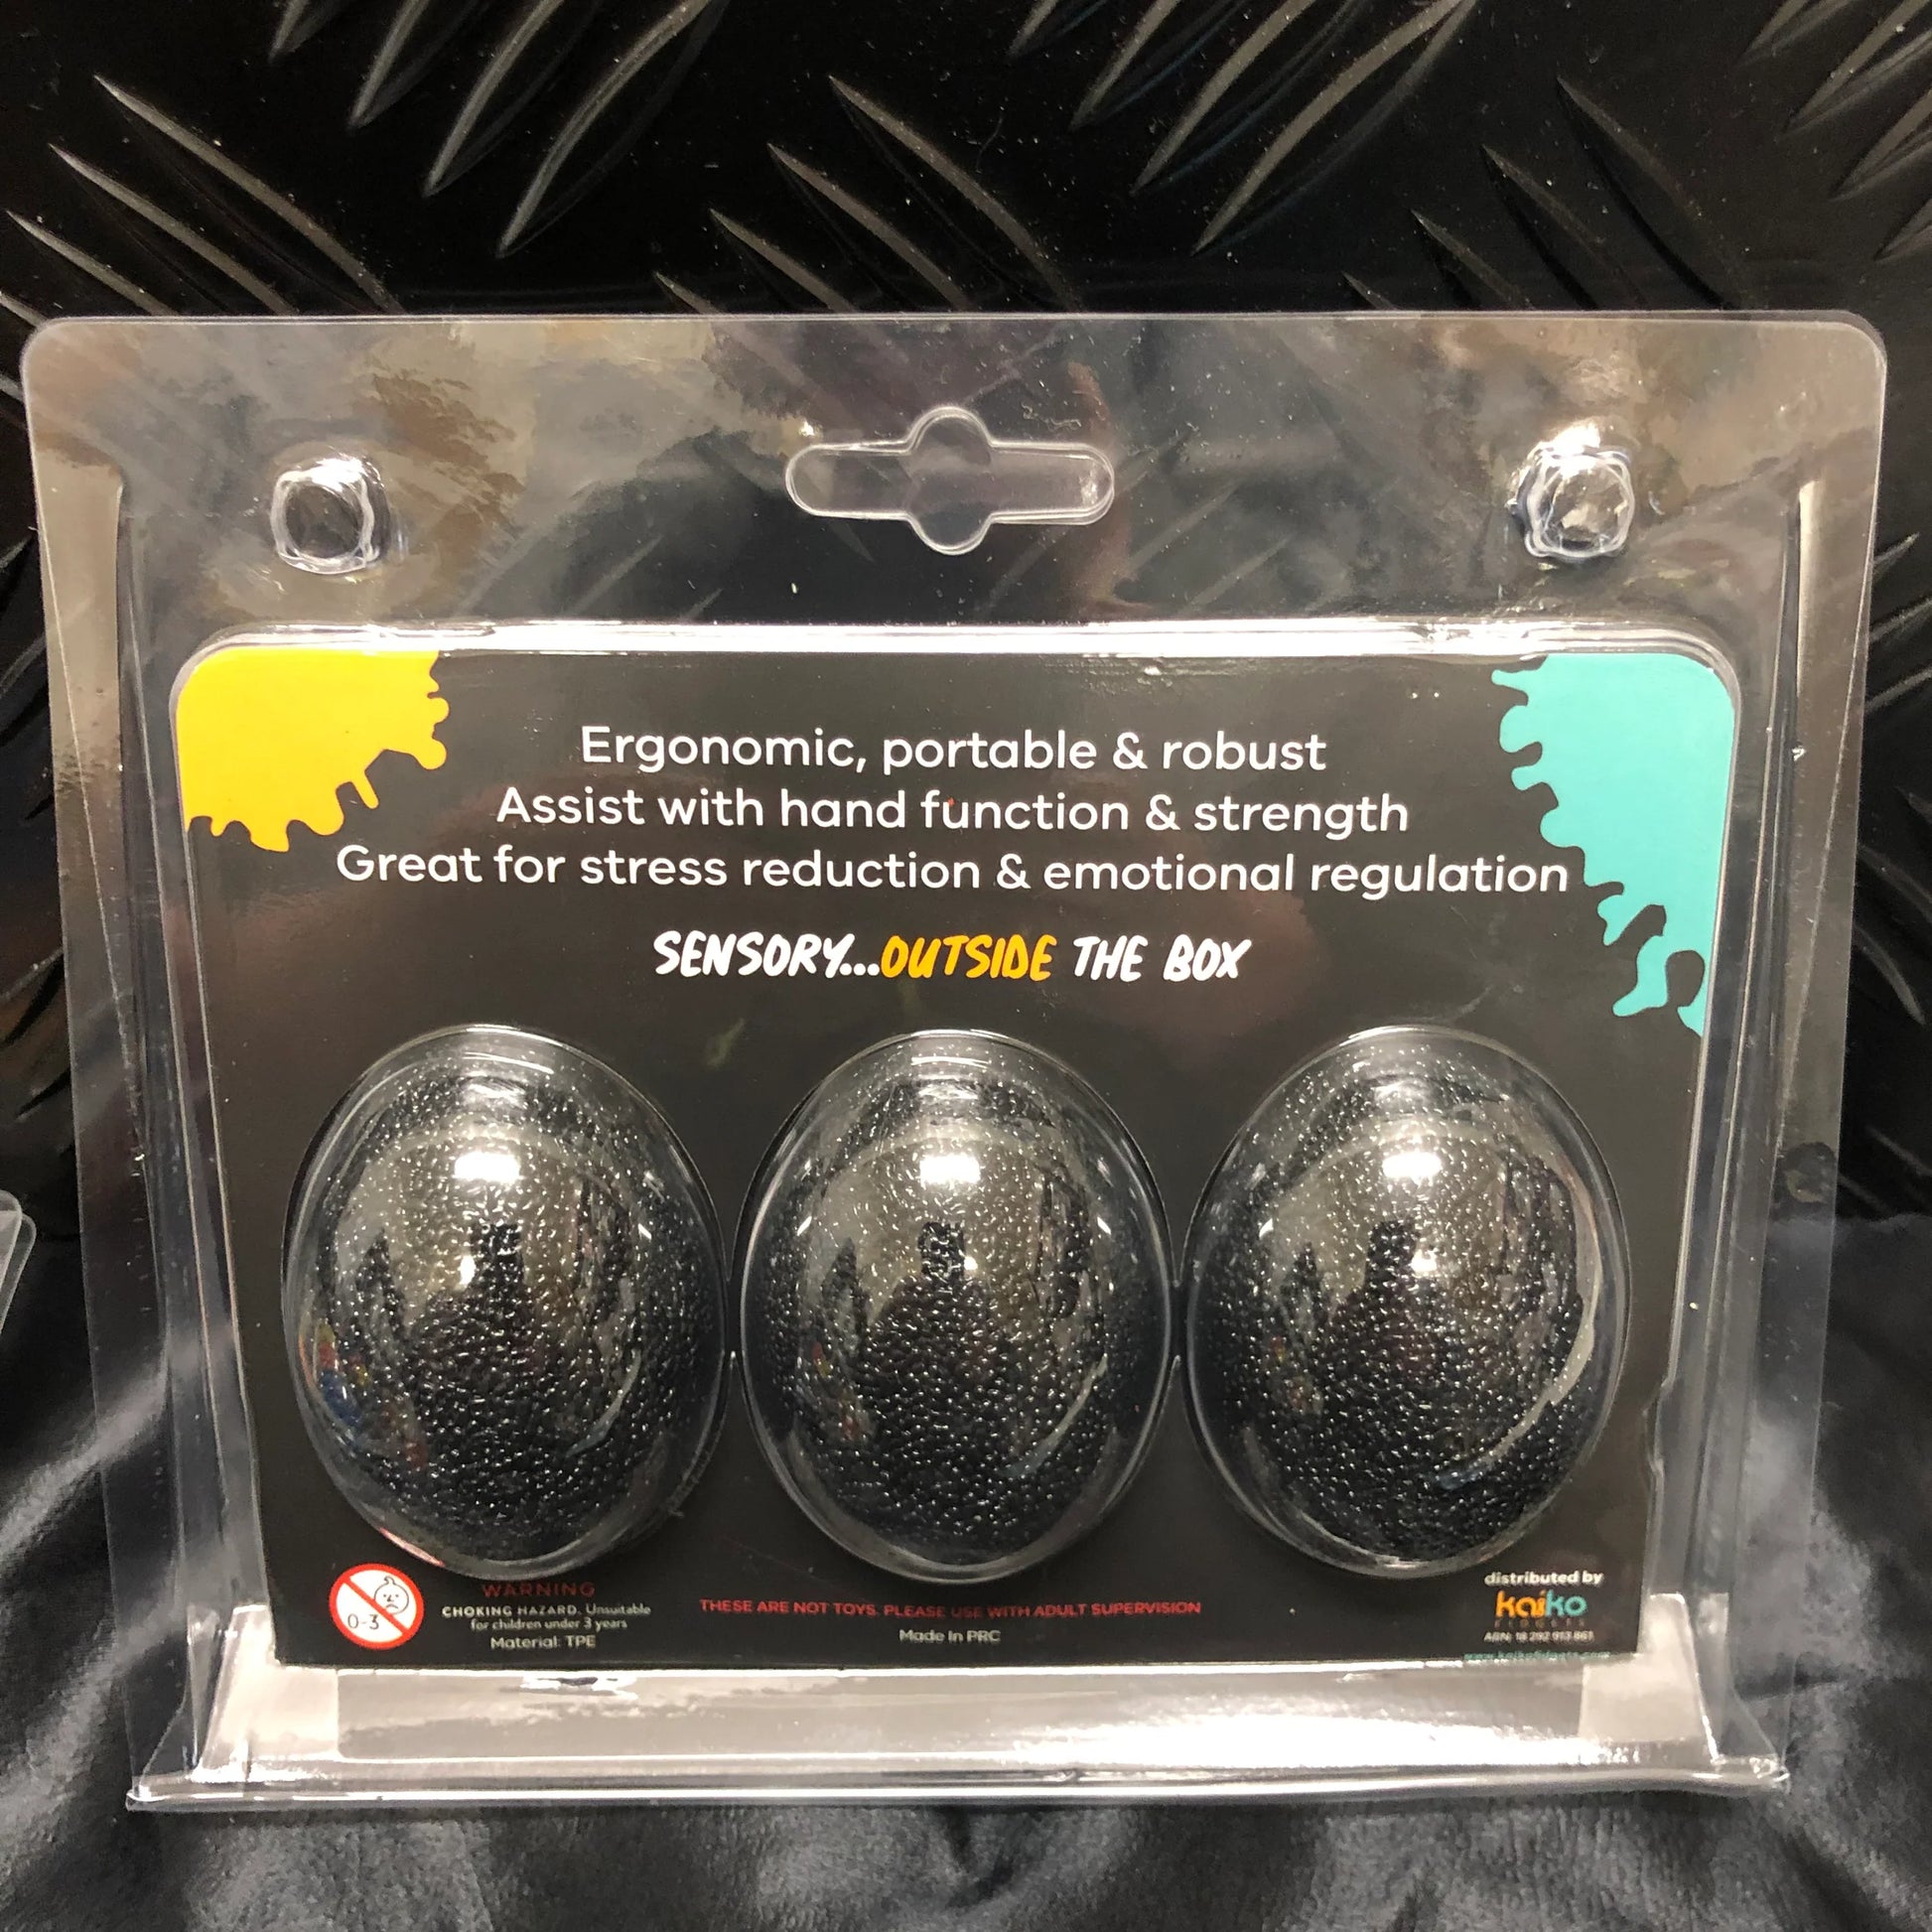 Ergonomic, portable & robust
Assist with hand function & strength
Great for stress reduction & emotional regulation
SENSORY...OUTSIDE THE BOX
0-3
WARNING
CHOKING HAZARD. Unsuitable
for children under 3 years
Material: TPE
THESE ARE NOT TOYS. PLEASE USE WITH ADULT SUPERVISION
Made In PRC
distributed by
kaiko
FIDGETS